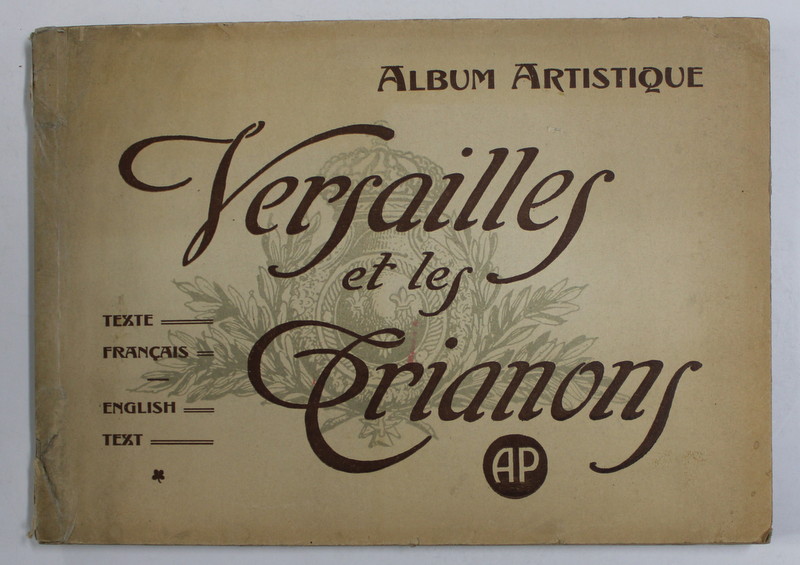 ALBUM ARTISTIQUE
Versailles
et les
Trianons
TEXTE
FRANÇAIS
ENGLISH
TEXT
AP